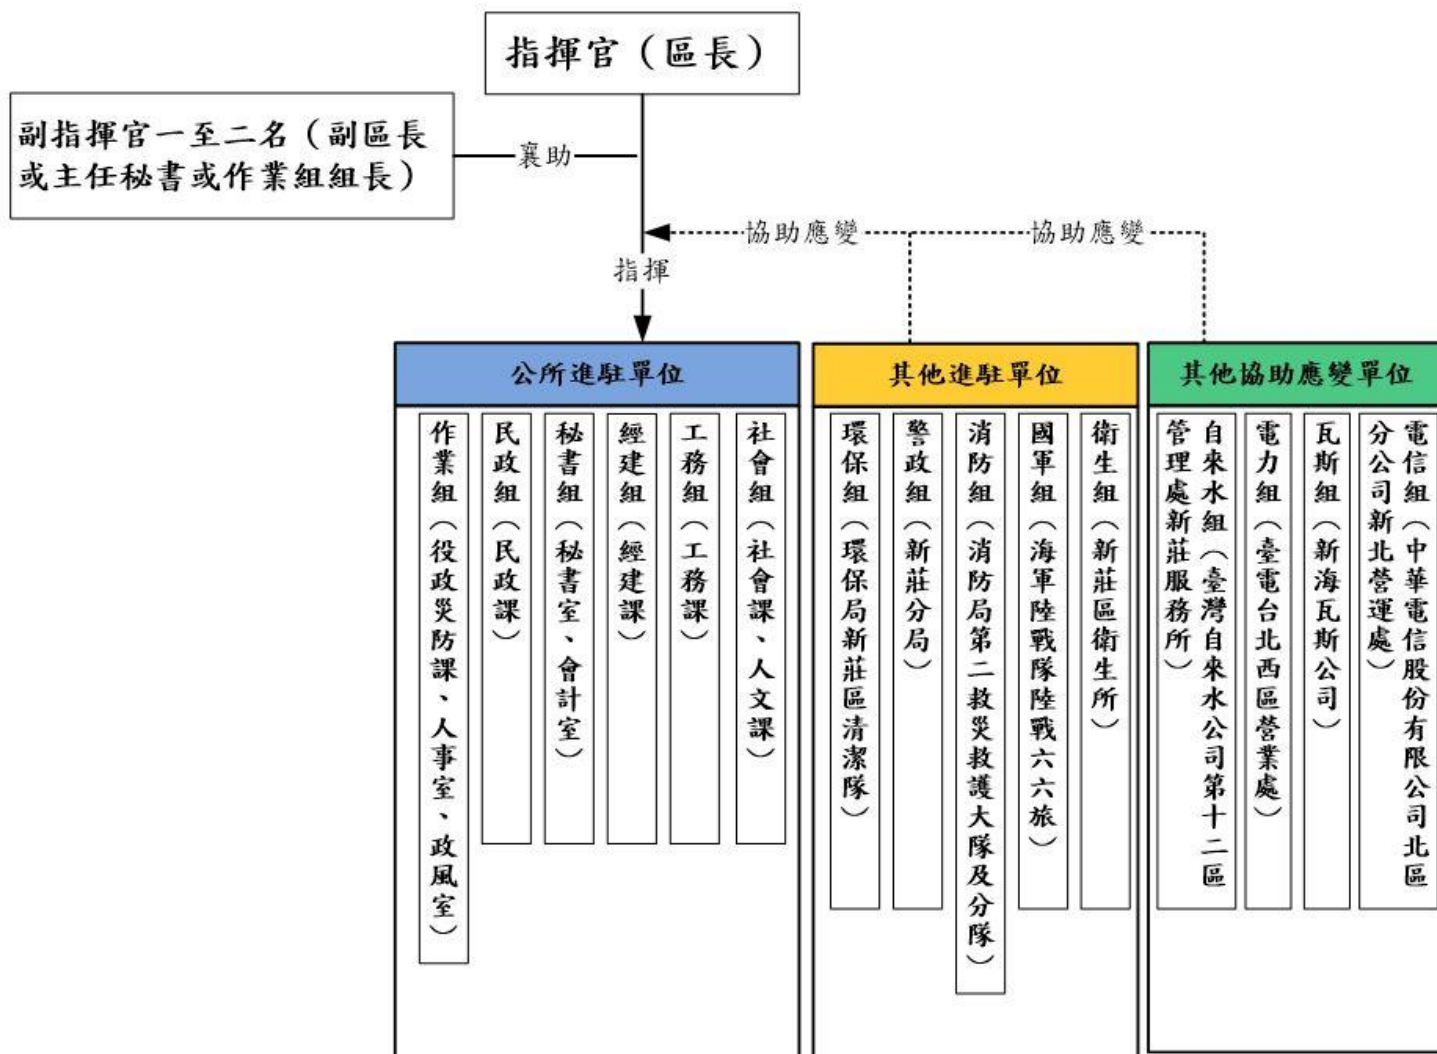 指揮官（區長）
副指揮官一至二名（副區長
或主任秘書或作業組組長）
襄助
協助應變
協助應變
指揮
公所進駐單位
作業組（役政災防課、人事室、政風室）
民政組（民政課）
秘書組（秘書室、會計室）
經建組（經建課）
工務組（工務課）
社會組（社會課、人文課）
其他進駐單位
環保組（環保局新莊區清潔隊）
警政組（新莊分局）
消防組（消防局第二救災救護大隊及分隊）
國軍組（海軍陸戰隊陸戰六六旅）
衛生組（新莊區衛生所）
其他協助應變單位
自來水組（臺灣自來水公司第十二區
管理處新莊服務所）
電力組（臺電台北西區營業處）
瓦斯組（新海瓦斯公司）
電信組（中華電信股份有限公司北區
分公司新北營運處）